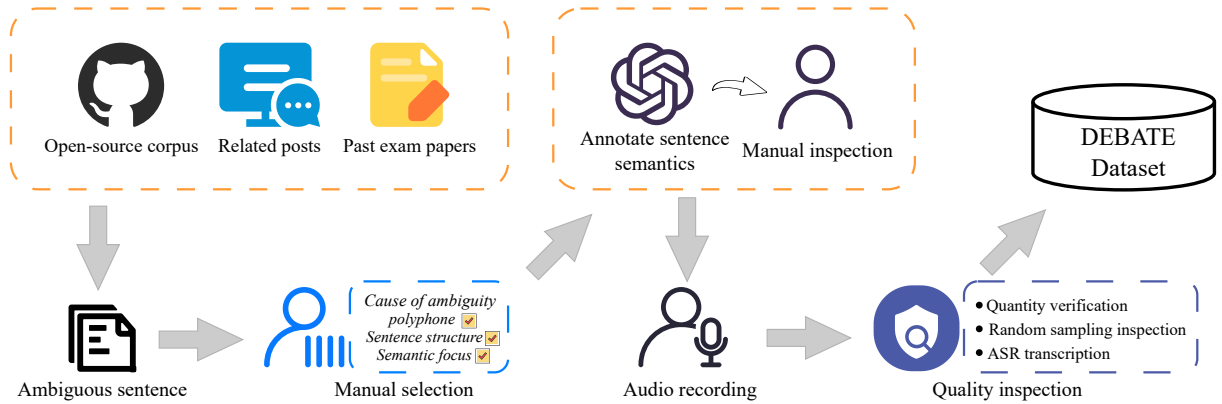 Open-source corpus
Related posts
Past exam papers
Annotate sentence
semantics
Manual inspection
DEBATE
Dataset
Ambiguous sentence
Cause of ambiguity
polyphone
Sentence structure
Semantic focus
Manual selection
Audio recording
• Quantity verification
• Random sampling inspection
• ASR transcription
Quality inspection